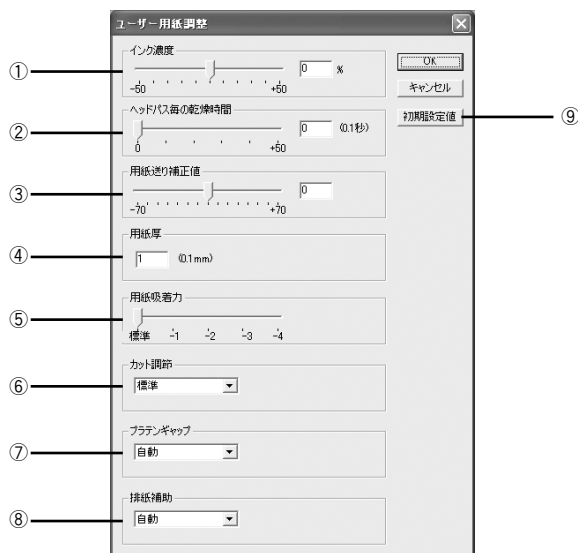 ユーザー用紙調整
インク濃度
① 0 %
-50 +50
OK
キャンセル
ヘッドパス毎の乾燥時間
② 0 (0.1秒)
0 +50
初期設定値 ⑨
用紙送り補正値
③ 0
-70 +70
用紙厚
④ 1 (0.1mm)
用紙吸着力
⑤
標準 -1 -2 -3 -4
カット調節
⑥ 標準
プラテンギャップ
⑦ 自動
排紙補助
⑧ 自動